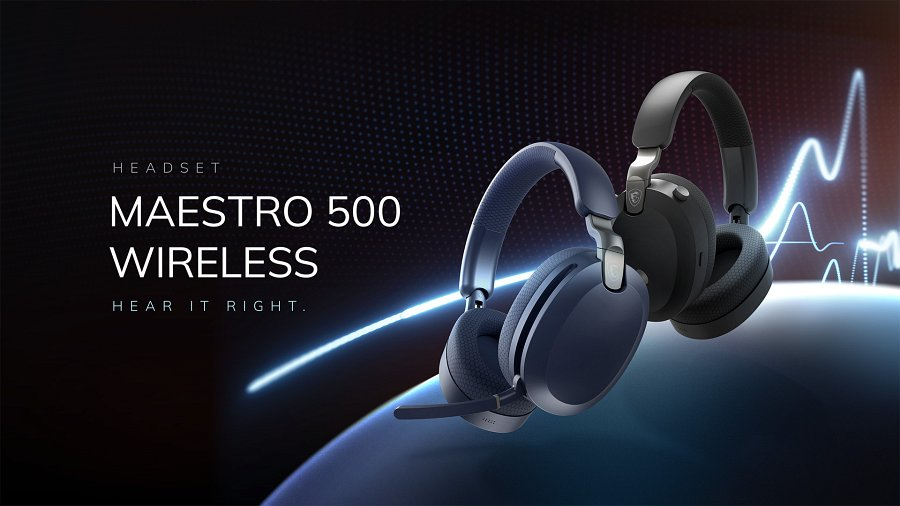 HEADSET
MAESTRO 500
WIRELESS
HEAR IT RIGHT.